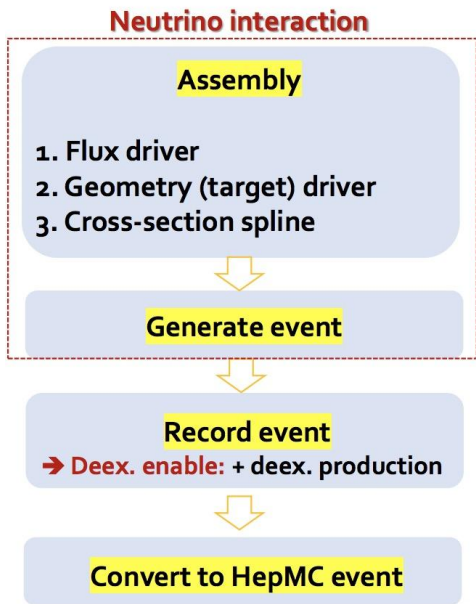 Neutrino interaction
Assembly
1. Flux driver
2. Geometry (target) driver
3. Cross-section spline
Generate event
Record event
➔ Deex. enable: + deex. production
Convert to HepMC event